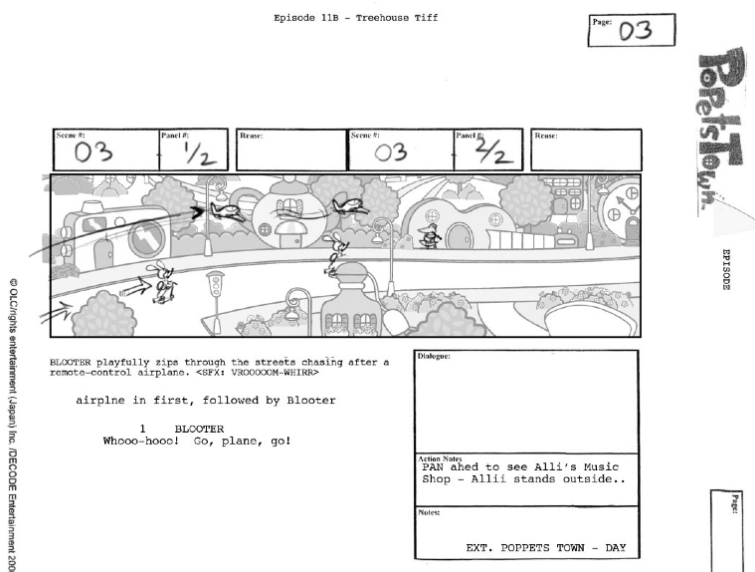 Episode 11B - Treehouse Tiff
Page: 03
PoPetsTown
EPISODE
Scene #: 03
Panel #: 1/2
Reuse:
Scene #: 03
Panel #: 2/2
Reuse:
BLOOTER playfully zips through the streets chasing after a
remote-control airplane. <SFX: VROOOOOM-WHIRR>
airplne in first, followed by Blooter
1 BLOOTER
Whooo-hooo! Go, plane, go!
Dialogue:
Action Notes
PAN ahed to see Alli's Music
Shop - Allii stands outside..
Notes:
EXT. POPPETS TOWN - DAY
Page:
© OLC/rights entertainment (Japan) Inc. /DECODE Entertainment 200